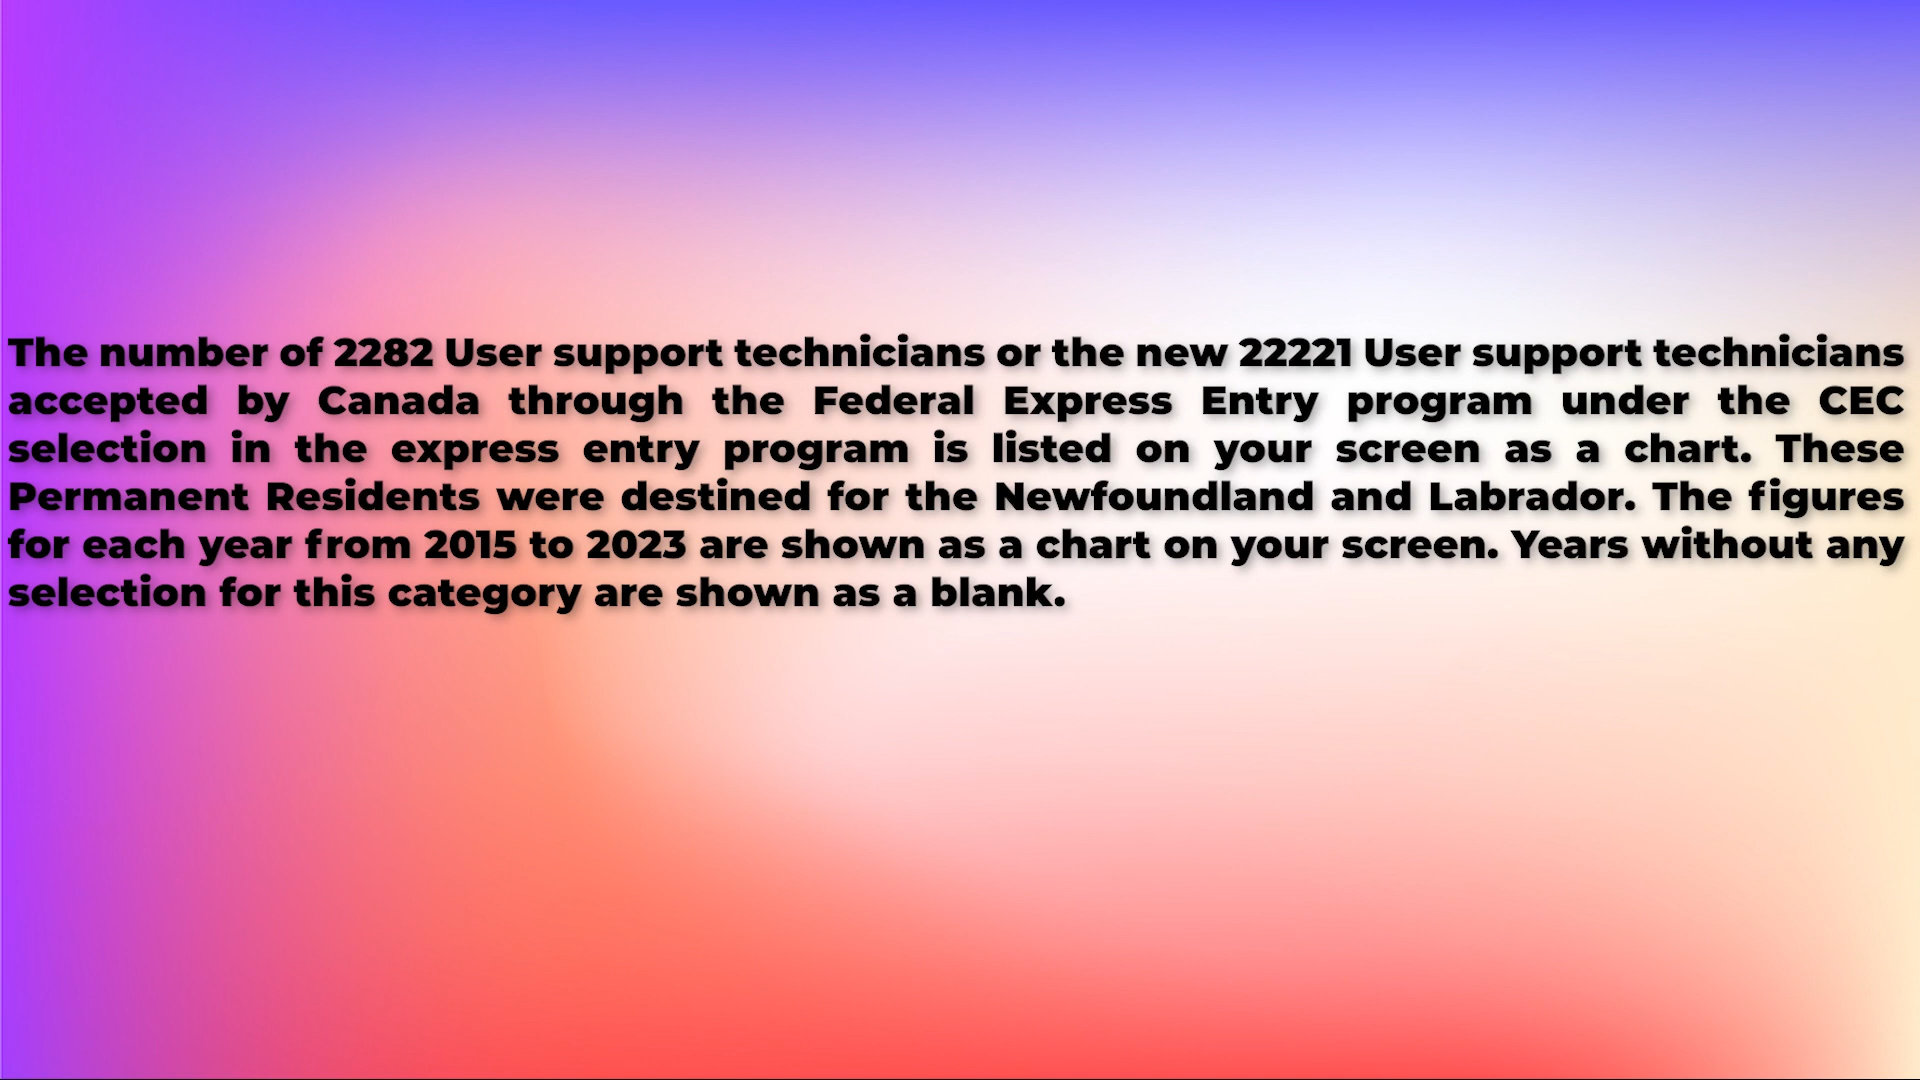 The number of 2282 User support technicians or the new 22221 User support technicians
accepted by Canada through the Federal Express Entry program under the CEC
selection in the express entry program is listed on your screen as a chart. These
Permanent Residents were destined for the Newfoundland and Labrador. The figures
for each year from 2015 to 2023 are shown as a chart on your screen. Years without any
selection for this category are shown as a blank.